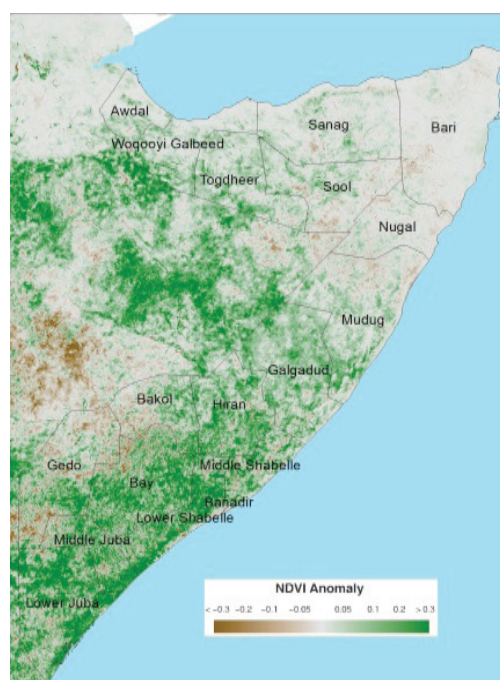 Awdal
Woqooyi Galbeed
Sanag
Bari
Togdheer
Sool
Nugal
Mudug
Galgadud
Bakol
Hiran
Gedo
Middle Shabelle
Bay
Banadir
Lower Shabelle
Middle Juba
Lower Juba
NDVI Anomaly
< -0.3 -0.2 -0.1 -0.05 0.05 0.1 0.2 > 0.3